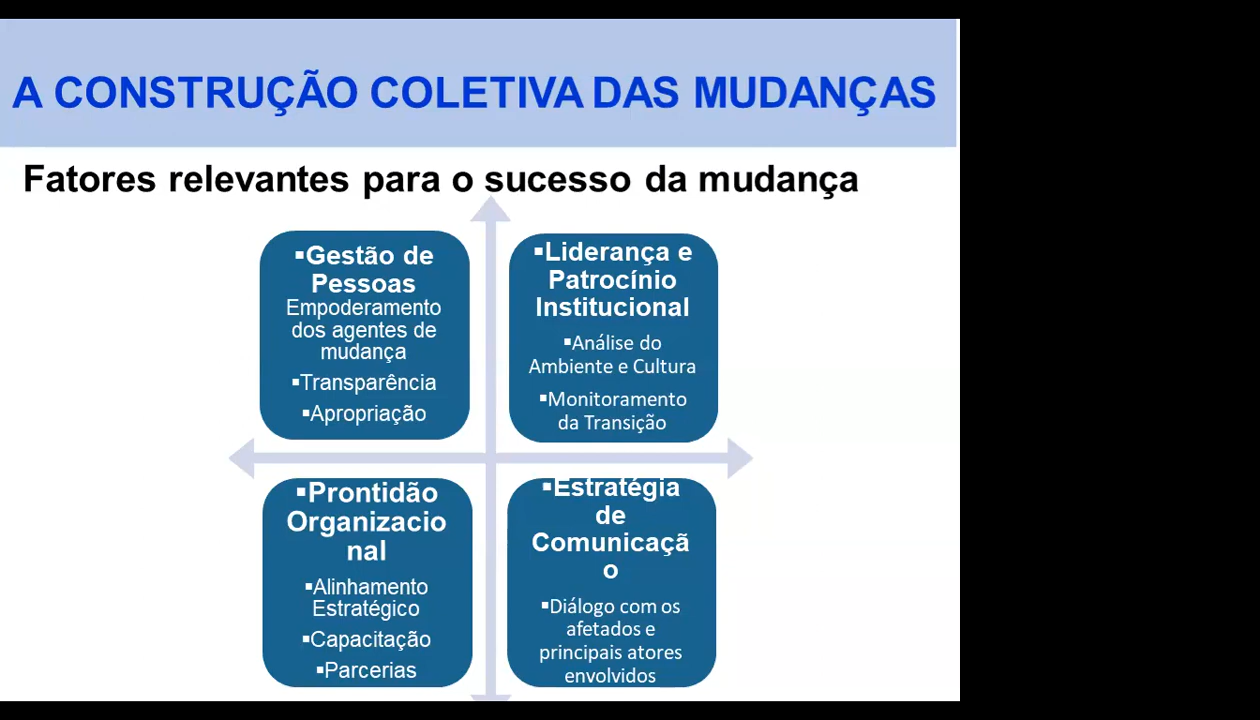 A CONSTRUÇÃO COLETIVA DAS MUDANÇAS
Fatores relevantes para o sucesso da mudança
▪Gestão de
Pessoas
Empoderamento
dos agentes de
mudança
▪Transparência
▪Apropriação
▪Liderança e
Patrocínio
Institucional
▪Análise do
Ambiente e Cultura
▪Monitoramento
da Transição
▪Prontidão
Organizacio
nal
▪Alinhamento
Estratégico
▪Capacitação
▪Parcerias
▪Estratégia
de
Comunicaçã
o
▪Diálogo com os
afetados e
principais atores
envolvidos